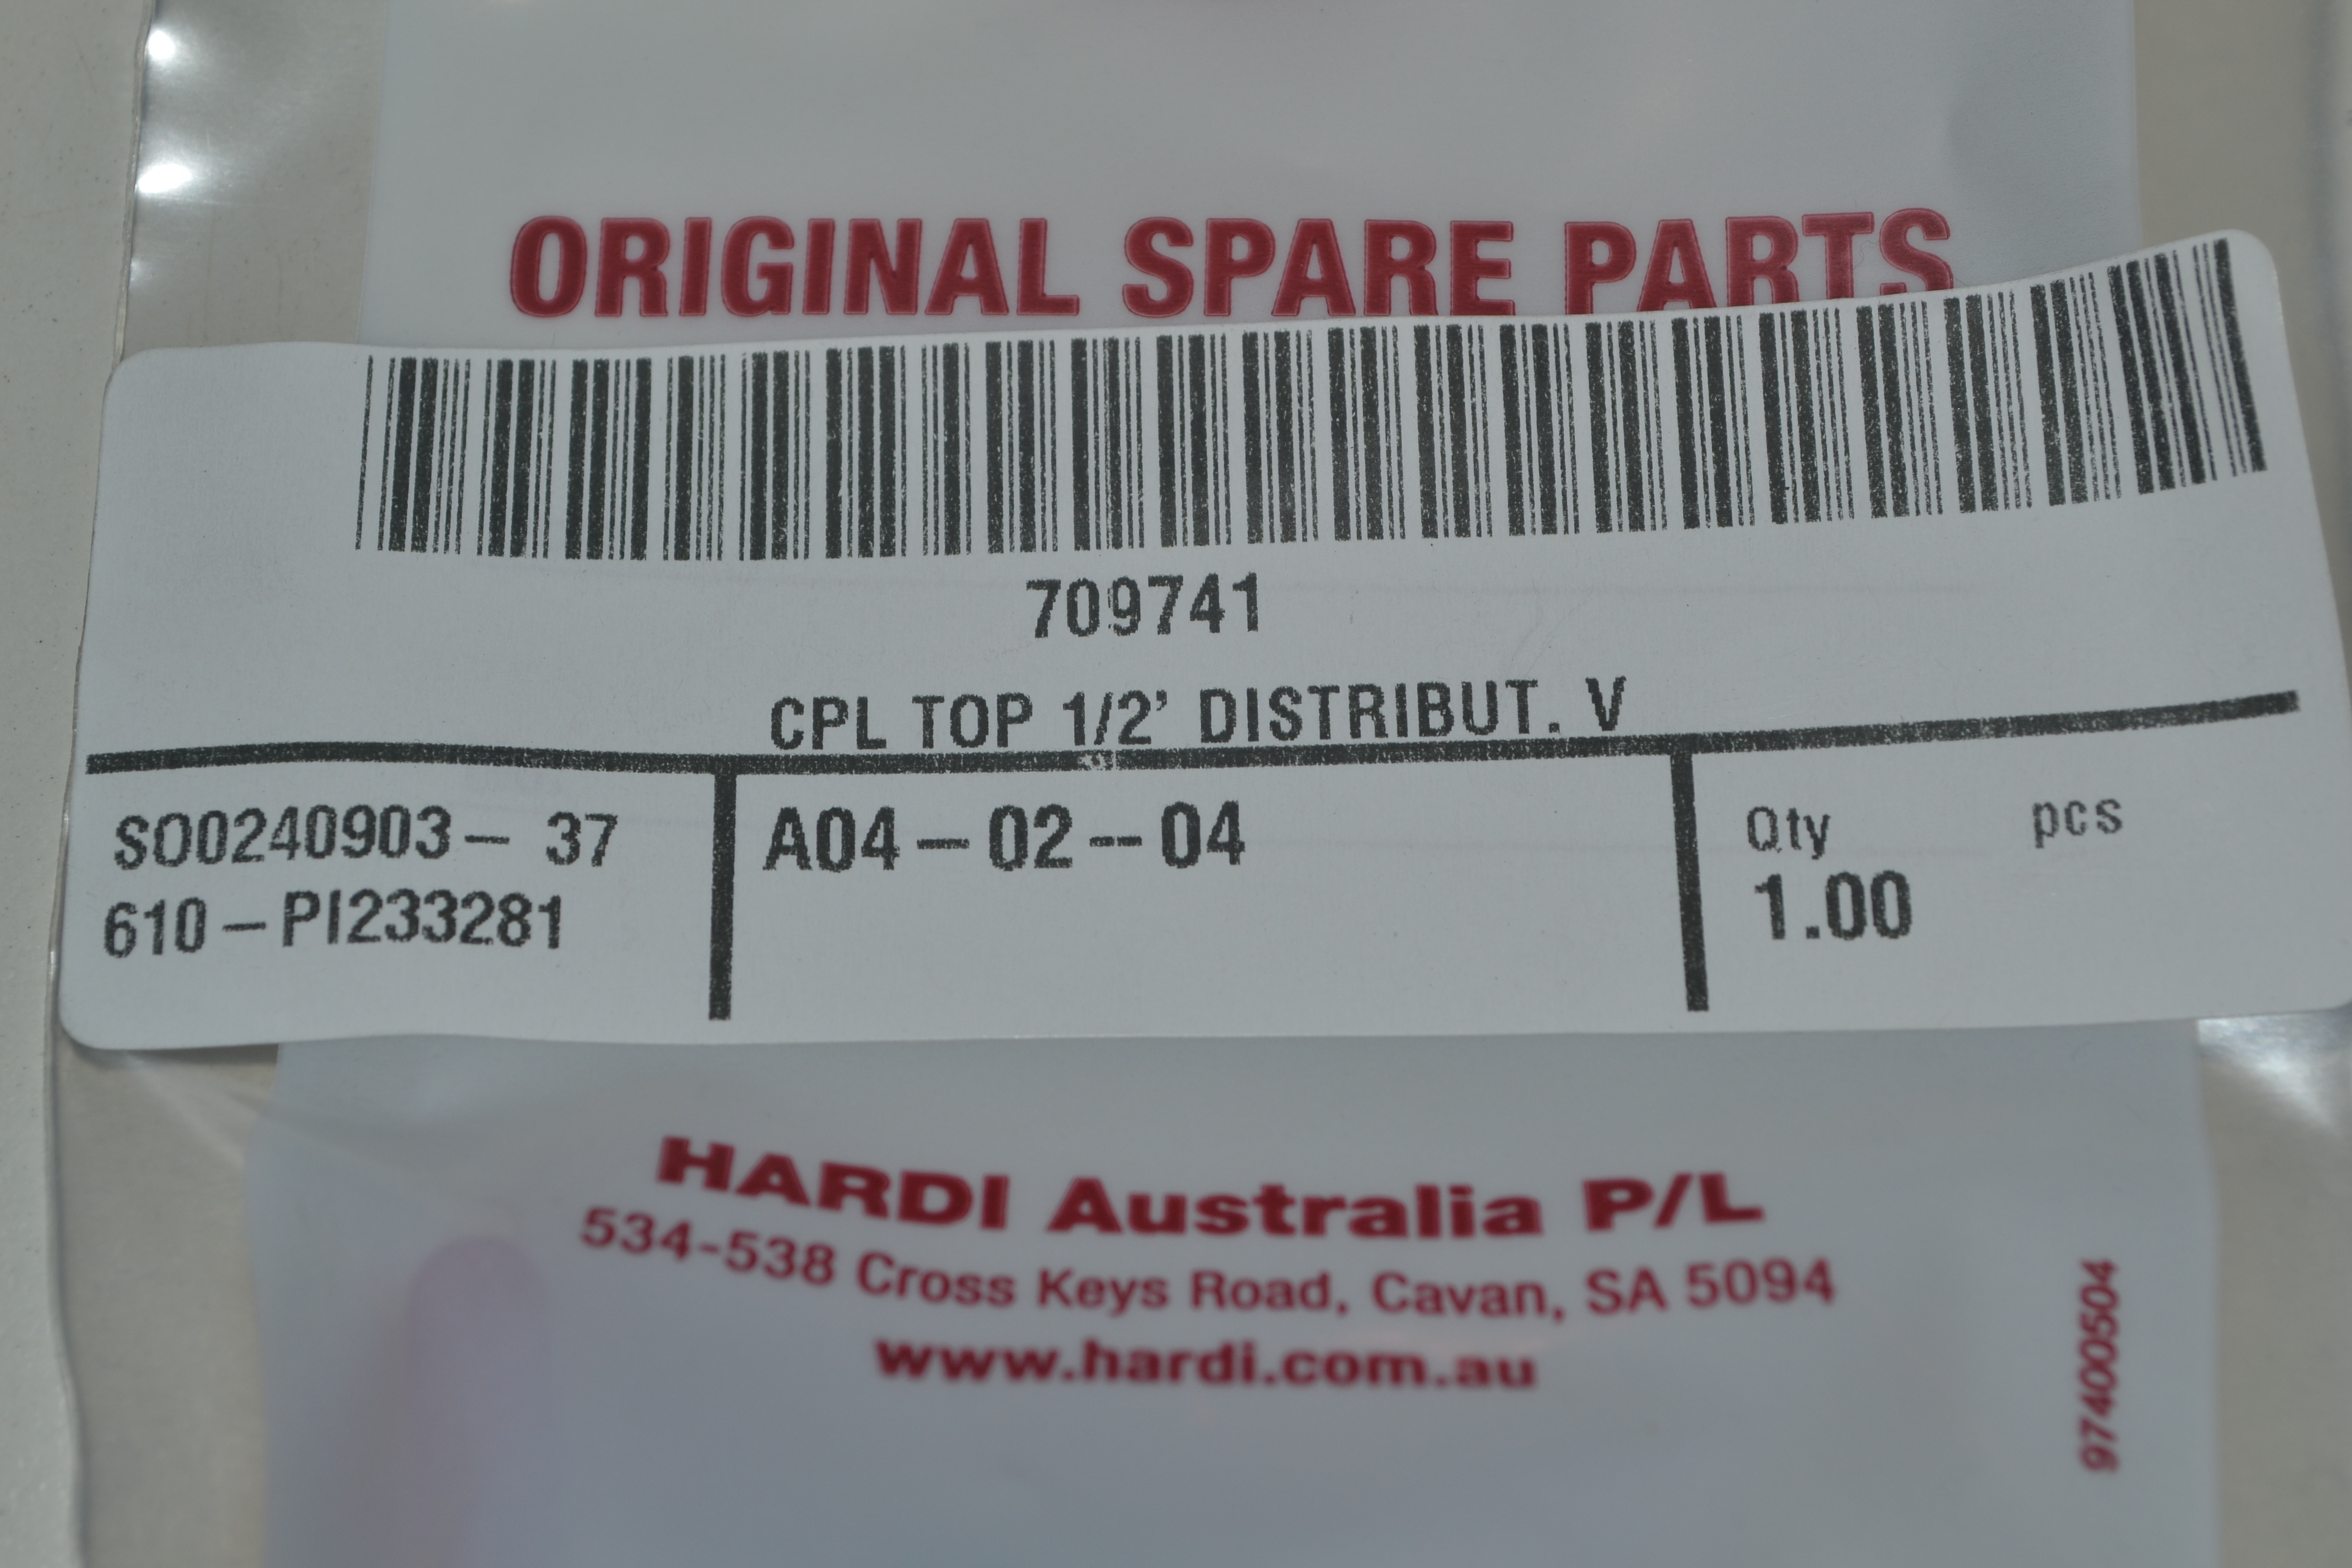 ORIGINAL SPARE PARTS
709741
CPL TOP 1/2' DISTRIBUT. V
SO0240903- 37
610-PI233281
A04-02--04
Qty pcs
1.00
HARDI Australia P/L
534-538 Cross Keys Road, Cavan, SA 5094
www.hardi.com.au
97400504